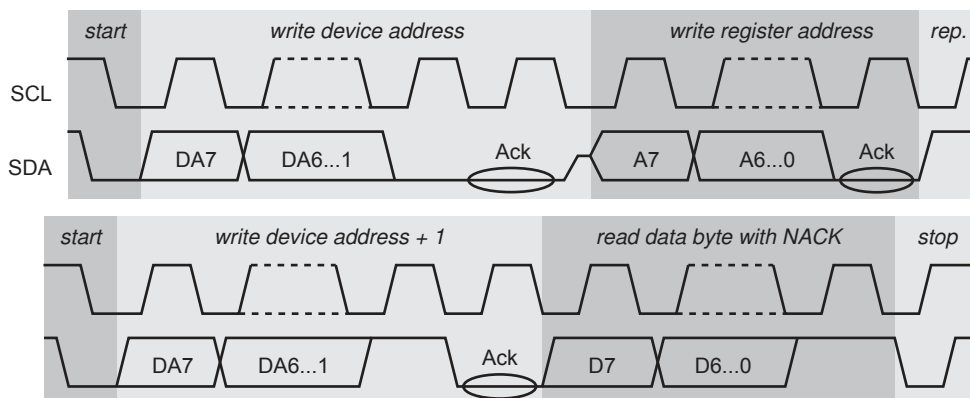 start write device address write register address rep.
SCL
SDA DA7 DA6...1 Ack A7 A6...0 Ack
start write device address + 1 read data byte with NACK stop
DA7 DA6...1 Ack D7 D6...0